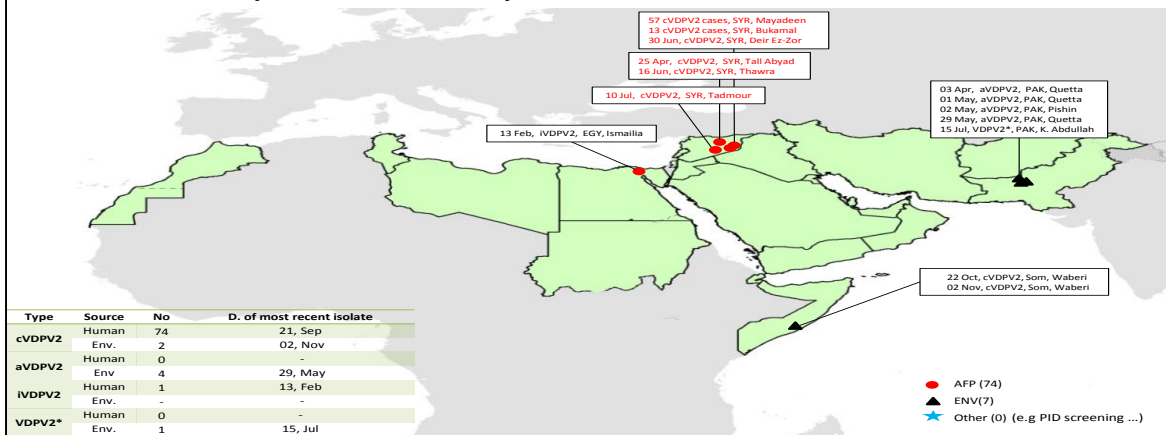 57 cVDPV2 cases, SYR, Mayadeen
13 cVDPV2 cases, SYR, Bukamal
30 Jun, cVDPV2, SYR, Deir Ez-Zor
25 Apr, cVDPV2, SYR, Tall Abyad
16 Jun, cVDPV2, SYR, Thawra
10 Jul, cVDPV2, SYR, Tadmour
13 Feb, iVDPV2, EGY, Ismailia
03 Apr, aVDPV2, PAK, Quetta
01 May, aVDPV2, PAK, Quetta
02 May, aVDPV2, PAK, Pishin
29 May, aVDPV2, PAK, Quetta
15 Jul, VDPV2*, PAK, K. Abdullah
22 Oct, cVDPV2, Som, Waberi
02 Nov, cVDPV2, Som, Waberi
Type Source No D. of most recent isolate
cVDPV2 Human 74 21, Sep
Env. 2 02, Nov
aVDPV2 Human 0 -
Env 4 29, May
iVDPV2 Human 1 13, Feb
Env. - -
VDPV2* Human 0 -
Env. 1 15, Jul
AFP (74)
ENV(7)
Other (0) (e.g PID screening ...)